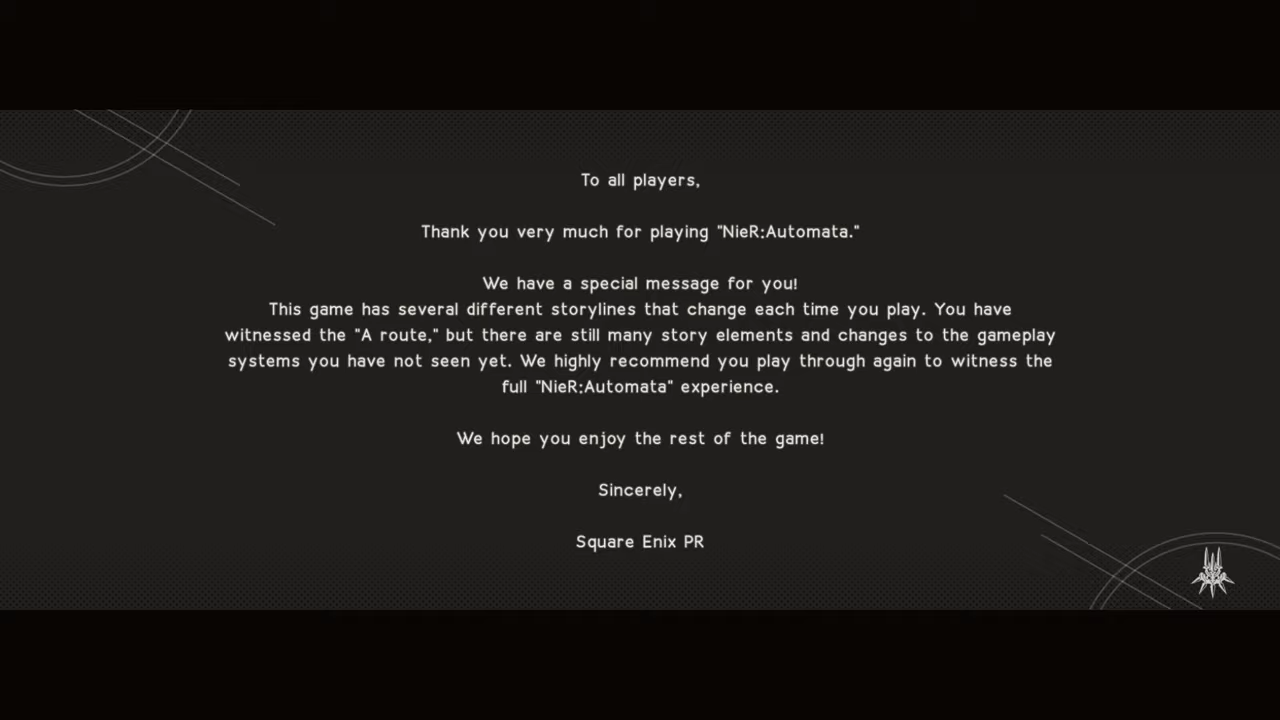 To all players,
Thank you very much for playing "NieR:Automata."
We have a special message for you!
This game has several different storylines that change each time you play. You have
witnessed the "A route," but there are still many story elements and changes to the gameplay
systems you have not seen yet. We highly recommend you play through again to witness the
full "NieR:Automata" experience.
We hope you enjoy the rest of the game!
Sincerely,
Square Enix PR